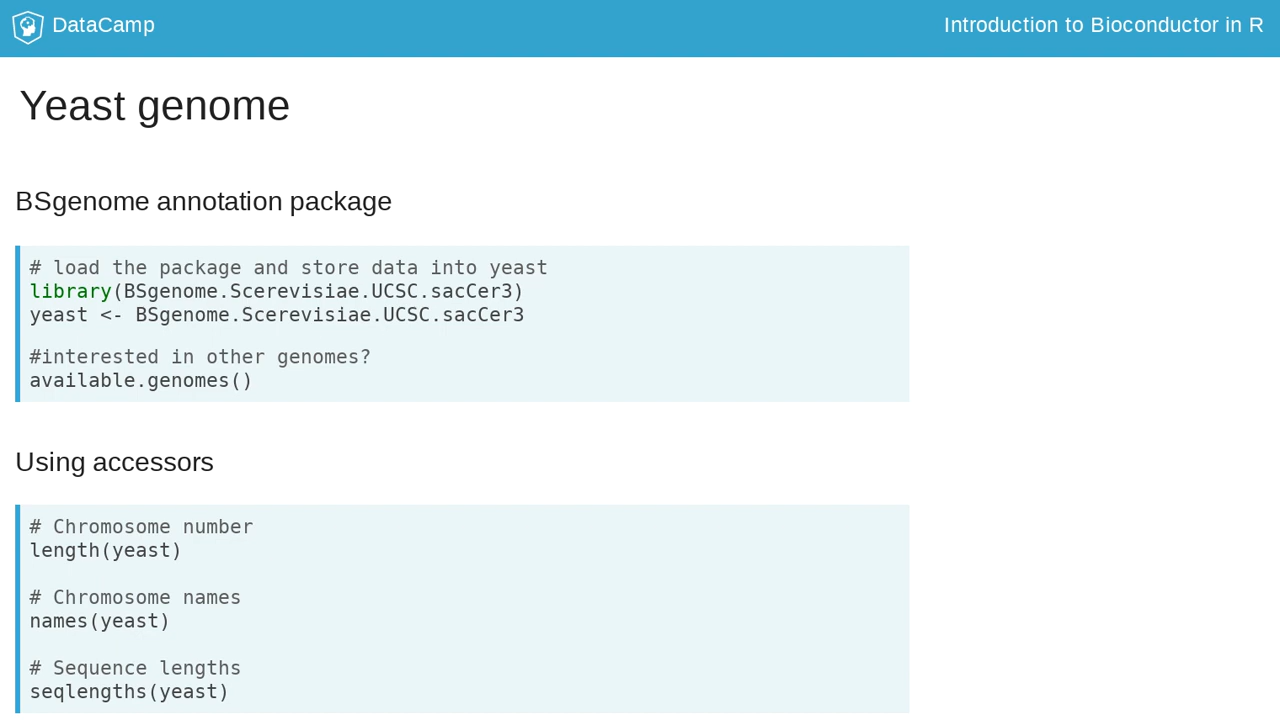 DataCamp
Introduction to Bioconductor in R
Yeast genome
BSgenome annotation package
# load the package and store data into yeast
library(BSgenome.Scerevisiae.UCSC.sacCer3)
yeast <- BSgenome.Scerevisiae.UCSC.sacCer3
#interested in other genomes?
available.genomes()
Using accessors
# Chromosome number
length(yeast)
# Chromosome names
names(yeast)
# Sequence lengths
seqlengths(yeast)